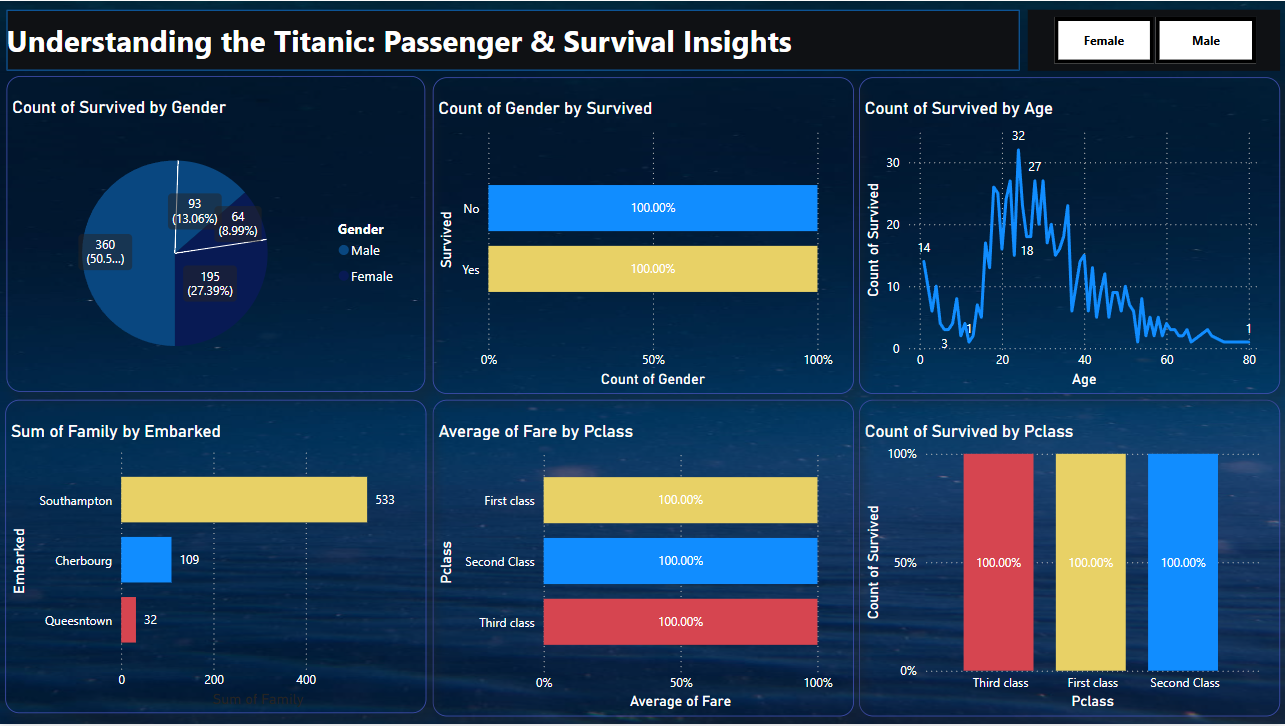 Understanding the Titanic: Passenger & Survival Insights
Female
Male
Count of Survived by Gender
93
(13.06%)
64
(8.99%)
360
(50.5...)
195
(27.39%)
Gender
Male
Female
Count of Gender by Survived
Survived
No
100.00%
Yes
100.00%
0%
50%
100%
Count of Gender
Count of Survived by Age
Count of Survived
30
20
10
0
14
3
1
32
27
18
1
0
20
40
60
80
Age
Sum of Family by Embarked
Embarked
Southampton
533
Cherbourg
109
Queesntown
32
0
200
400
Sum of Family
Average of Fare by Pclass
Pclass
First class
100.00%
Second Class
100.00%
Third class
100.00%
0%
50%
100%
Average of Fare
Count of Survived by Pclass
Count of Survived
100%
50%
0%
100.00%
100.00%
100.00%
Third class
First class
Second Class
Pclass